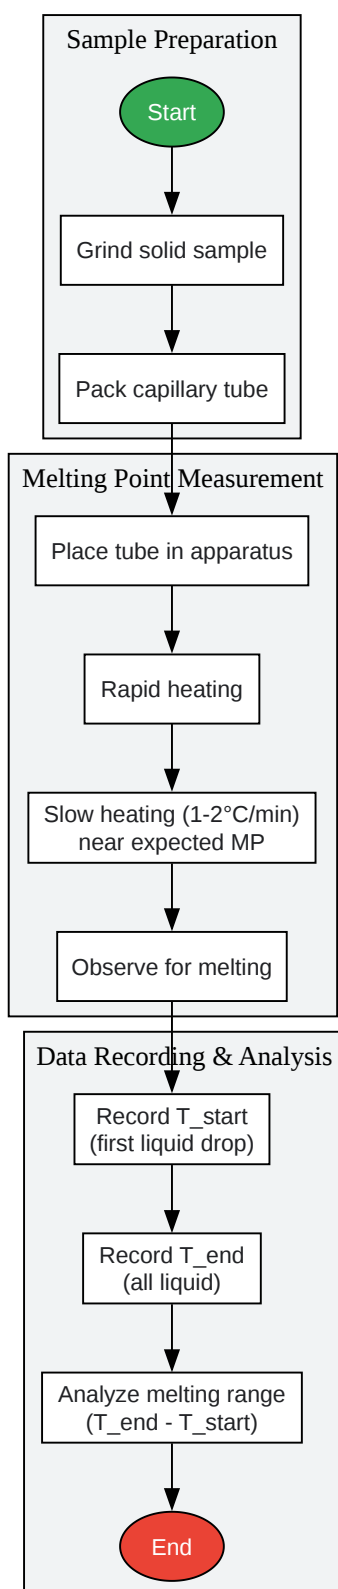 Sample Preparation
Start
Grind solid sample
Pack capillary tube
Melting Point Measurement
Place tube in apparatus
Rapid heating
Slow heating (1-2°C/min)
near expected MP
Observe for melting
Data Recording & Analysis
Record T_start
(first liquid drop)
Record T_end
(all liquid)
Analyze melting range
(T_end - T_start)
End